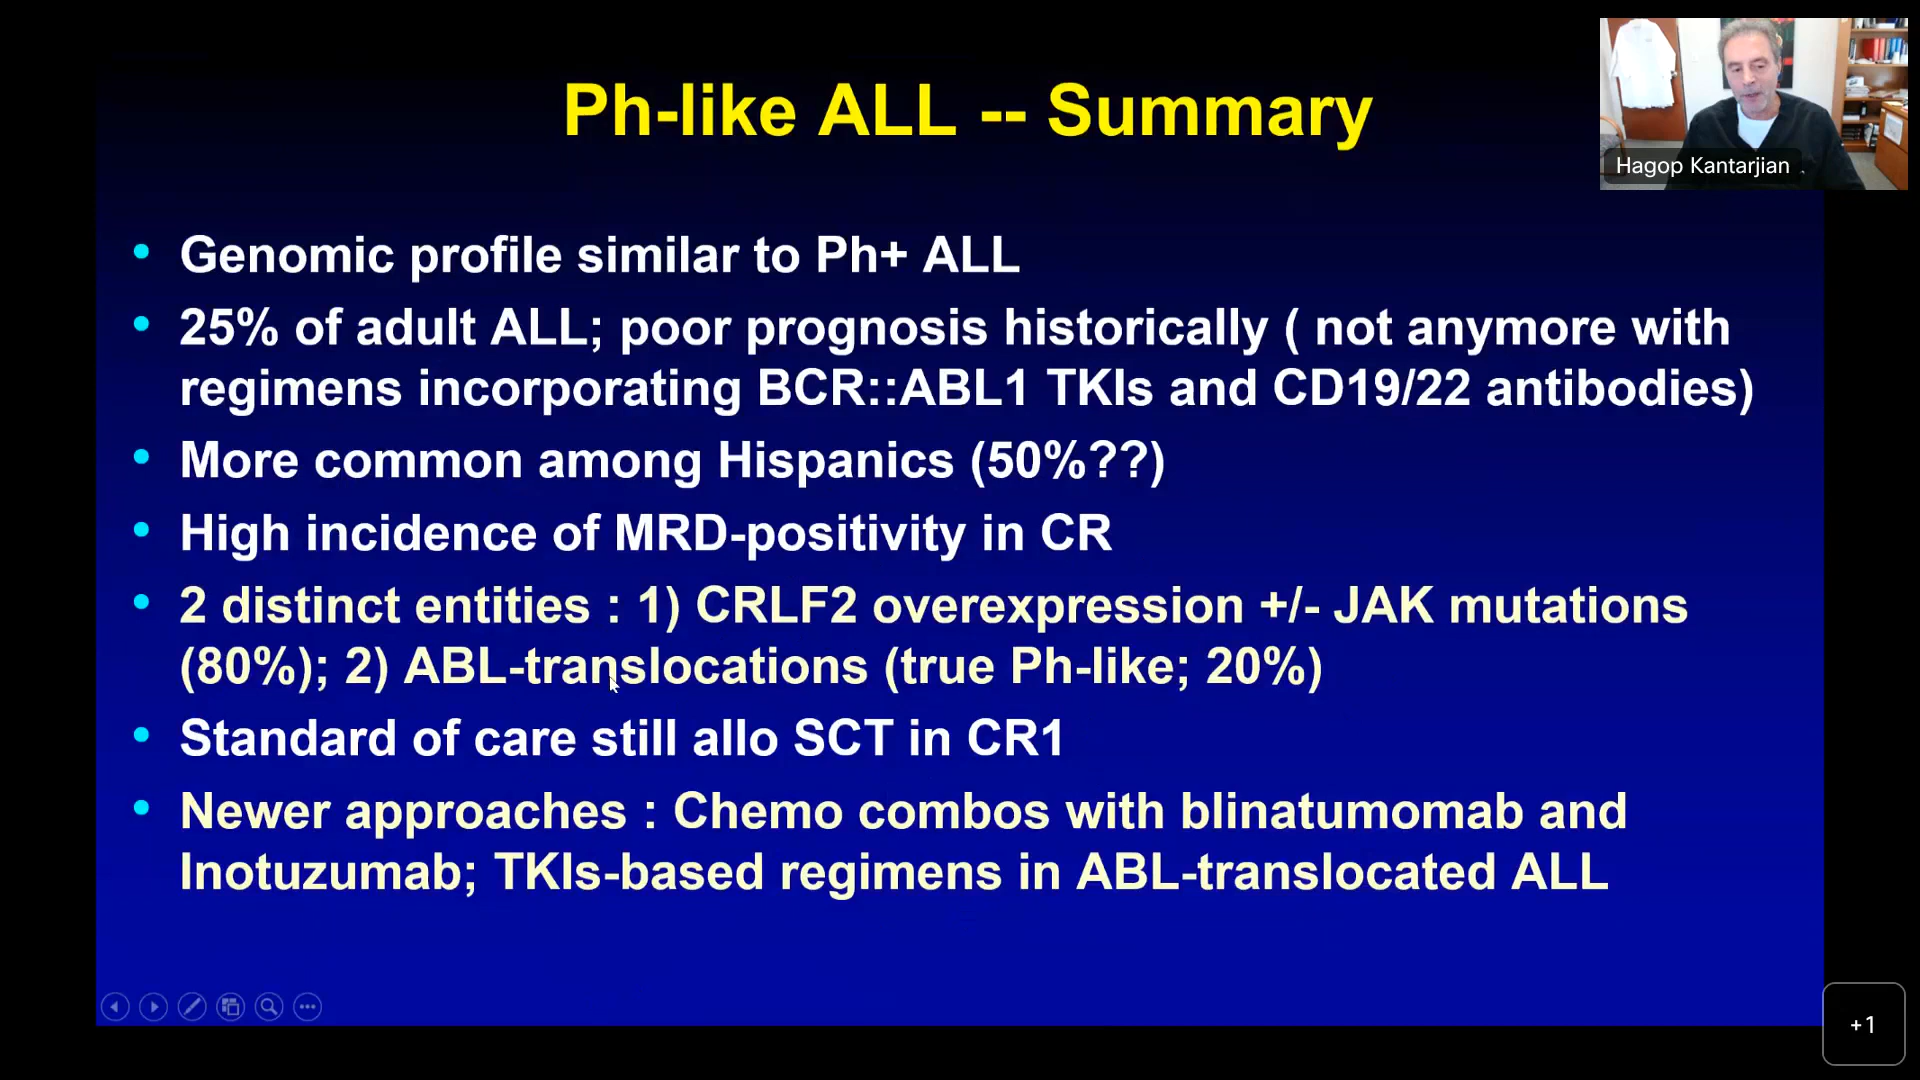 Ph-like ALL -- Summary
Hagop Kantarjian
• Genomic profile similar to Ph+ ALL
• 25% of adult ALL; poor prognosis historically ( not anymore with
regimens incorporating BCR::ABL1 TKIs and CD19/22 antibodies)
• More common among Hispanics (50%??)
• High incidence of MRD-positivity in CR
• 2 distinct entities : 1) CRLF2 overexpression +/- JAK mutations
(80%); 2) ABL-translocations (true Ph-like; 20%)
• Standard of care still allo SCT in CR1
• Newer approaches : Chemo combos with blinatumomab and
Inotuzumab; TKIs-based regimens in ABL-translocated ALL
+1